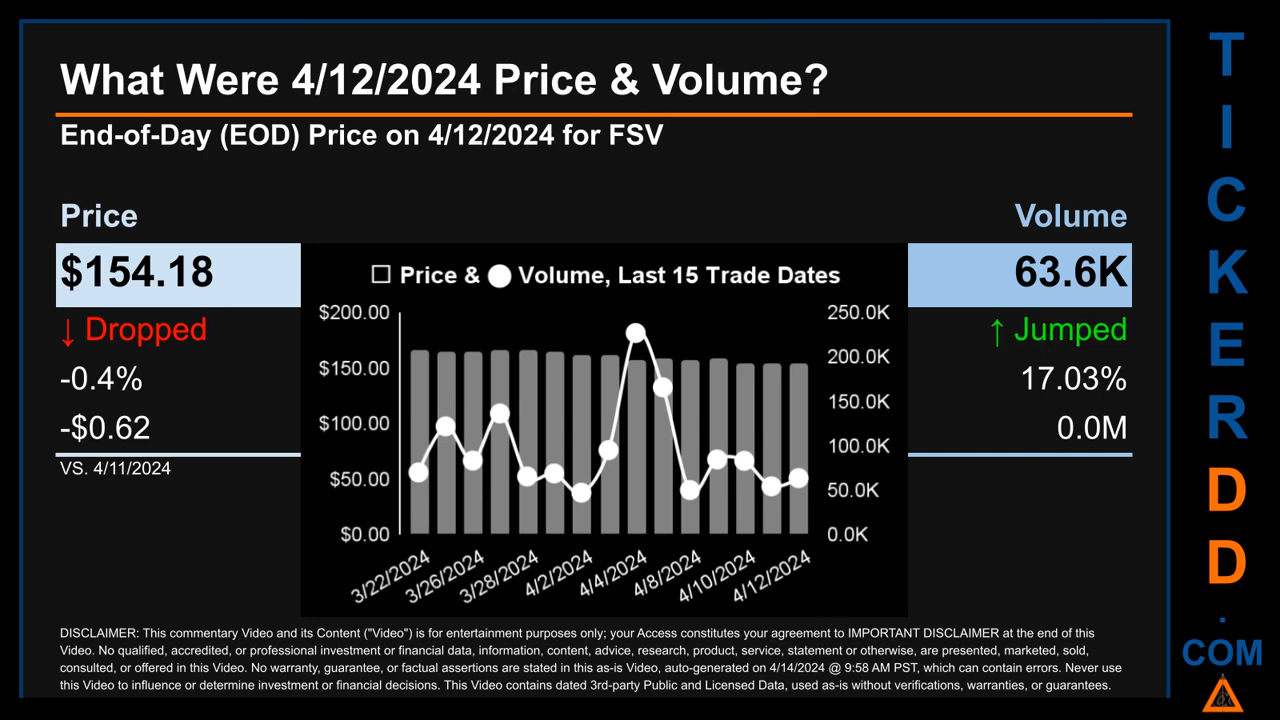 What Were 4/12/2024 Price & Volume?
End-of-Day (EOD) Price on 4/12/2024 for FSV
Price
Volume
$154.18
63.6K
↓ Dropped
↑ Jumped
-0.4%
17.03%
-$0.62
0.0M
VS. 4/11/2024
Price & Volume, Last 15 Trade Dates
$200.00
$150.00
$100.00
$50.00
$0.00
250.0K
200.0K
150.0K
100.0K
50.0K
0.0K
3/22/2024
3/26/2024
3/28/2024
4/2/2024
4/4/2024
4/8/2024
4/10/2024
4/12/2024
DISCLAIMER: This commentary Video and its Content ("Video") is for entertainment purposes only; your Access constitutes your agreement to IMPORTANT DISCLAIMER at the end of this
Video. No qualified, accredited, or professional investment or financial data, information, content, advice, research, product, service, statement or otherwise, are presented, marketed, sold,
consulted, or offered in this Video. No warranty, guarantee, or factual assertions are stated in this as-is Video, auto-generated on 4/14/2024 @ 9:58 AM PST, which can contain errors. Never use
this Video to influence or determine investment or financial decisions. This Video contains dated 3rd-party Public and Licensed Data, used as-is without verifications, warranties, or guarantees.
T
I
C
K
E
R
D
D
.
COM